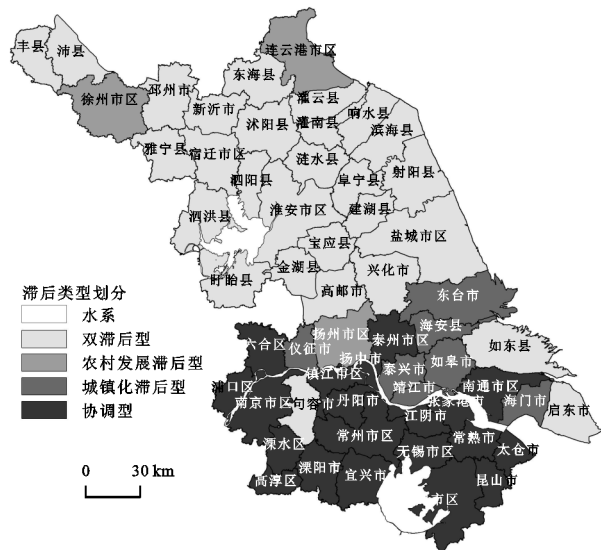 丰县
沛县
连云港市区
徐州市区
邳州市
东海县
新沂市
沭阳县
灌云县
灌南县
响水县
滨海县
雅宁县
宿迁市区
泗阳县
涟水县
阜宁县
射阳县
泗洪县
淮安市区
建湖县
盐城市区
宝应县
盱眙县
金湖县
高邮市
兴化市
东台市
滞后类型划分
水系
双滞后型
农村发展滞后型
城镇化滞后型
协调型
0 30 km
六合区
仪征市
扬州市区
泰州市区
海安县
扬中市
泰兴市
如皋市
如东县
镇江市区
浦口区
南京市区
句容市
丹阳市
靖江市
江阴市
张家港市
南通市区
海门市
启东市
溧水区
常州市区
无锡市区
常熟市
太仓市
高淳区
溧阳市
宜兴市
市区
昆山市